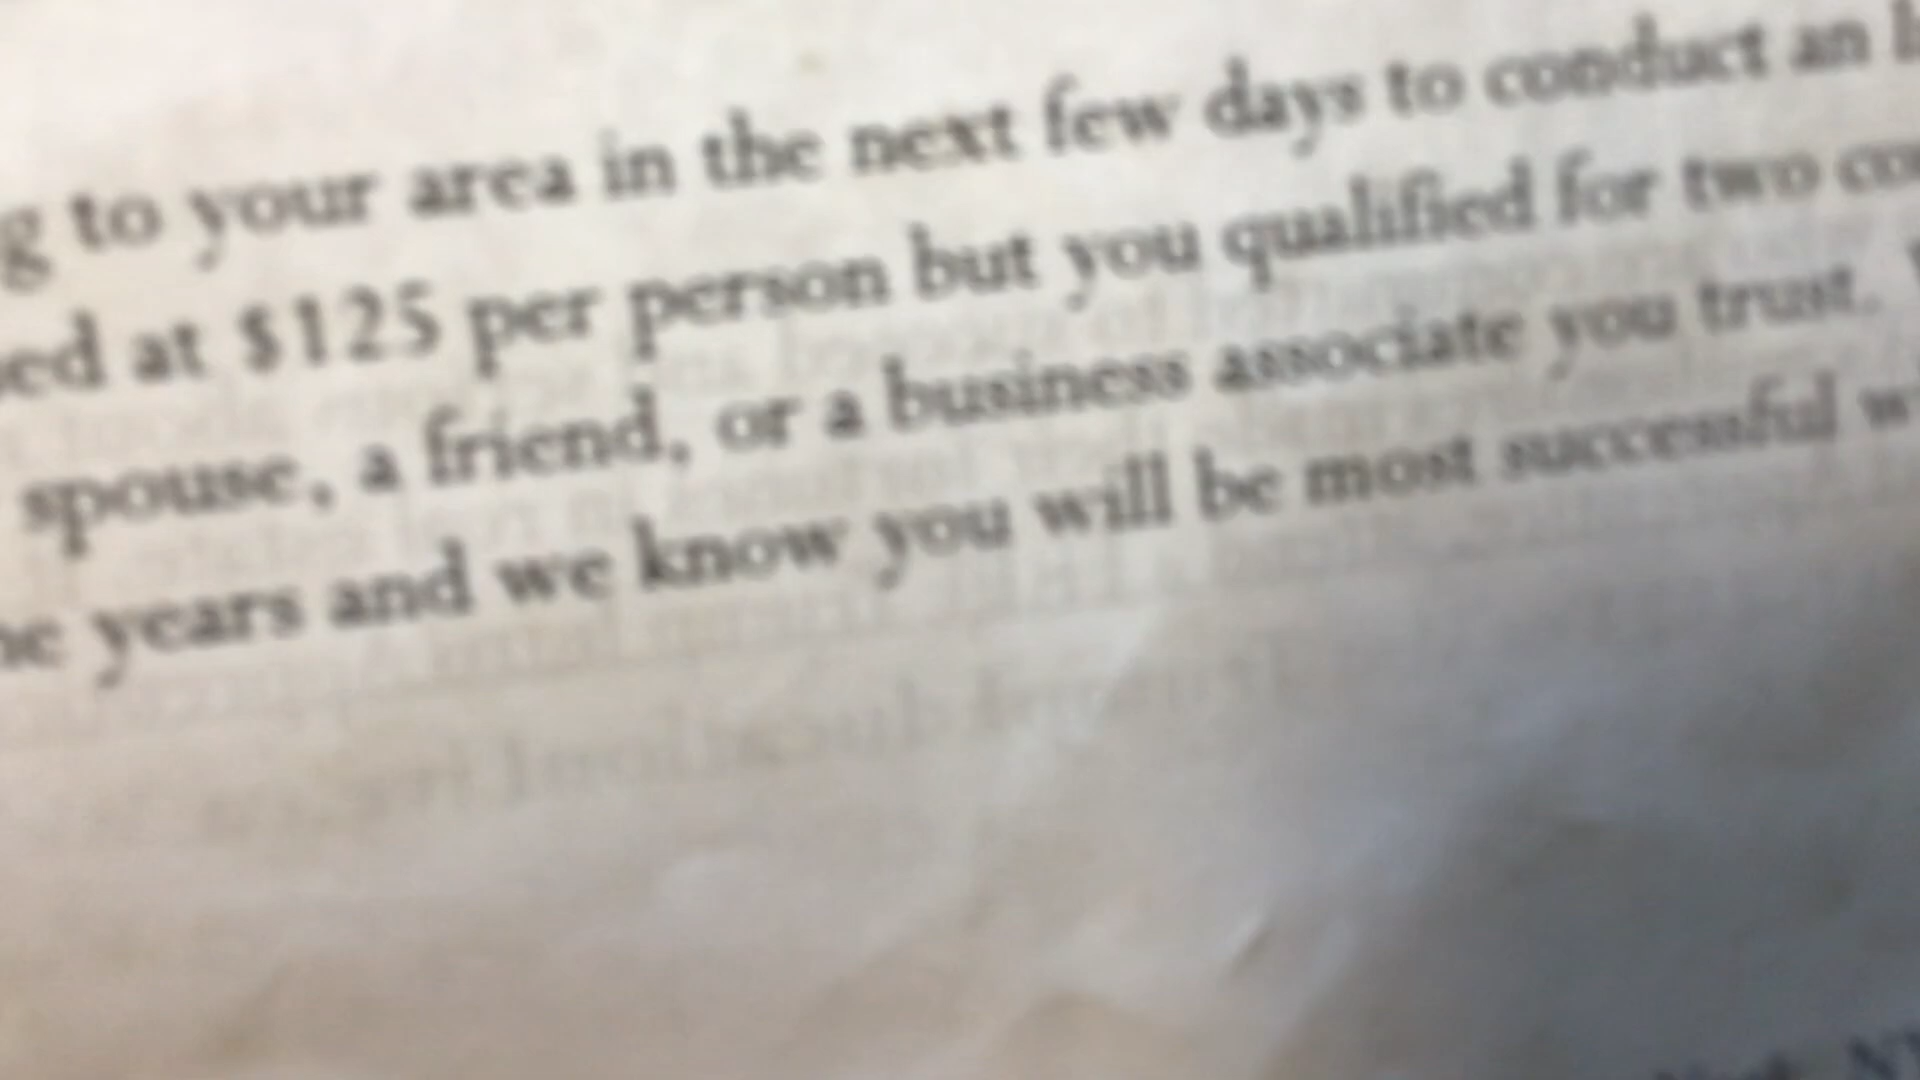 to your area in the next few days to conduct an
at $125 per person but you qualified for two
spouse, a friend, or a business associate you trust.
years and we know you will be most successful